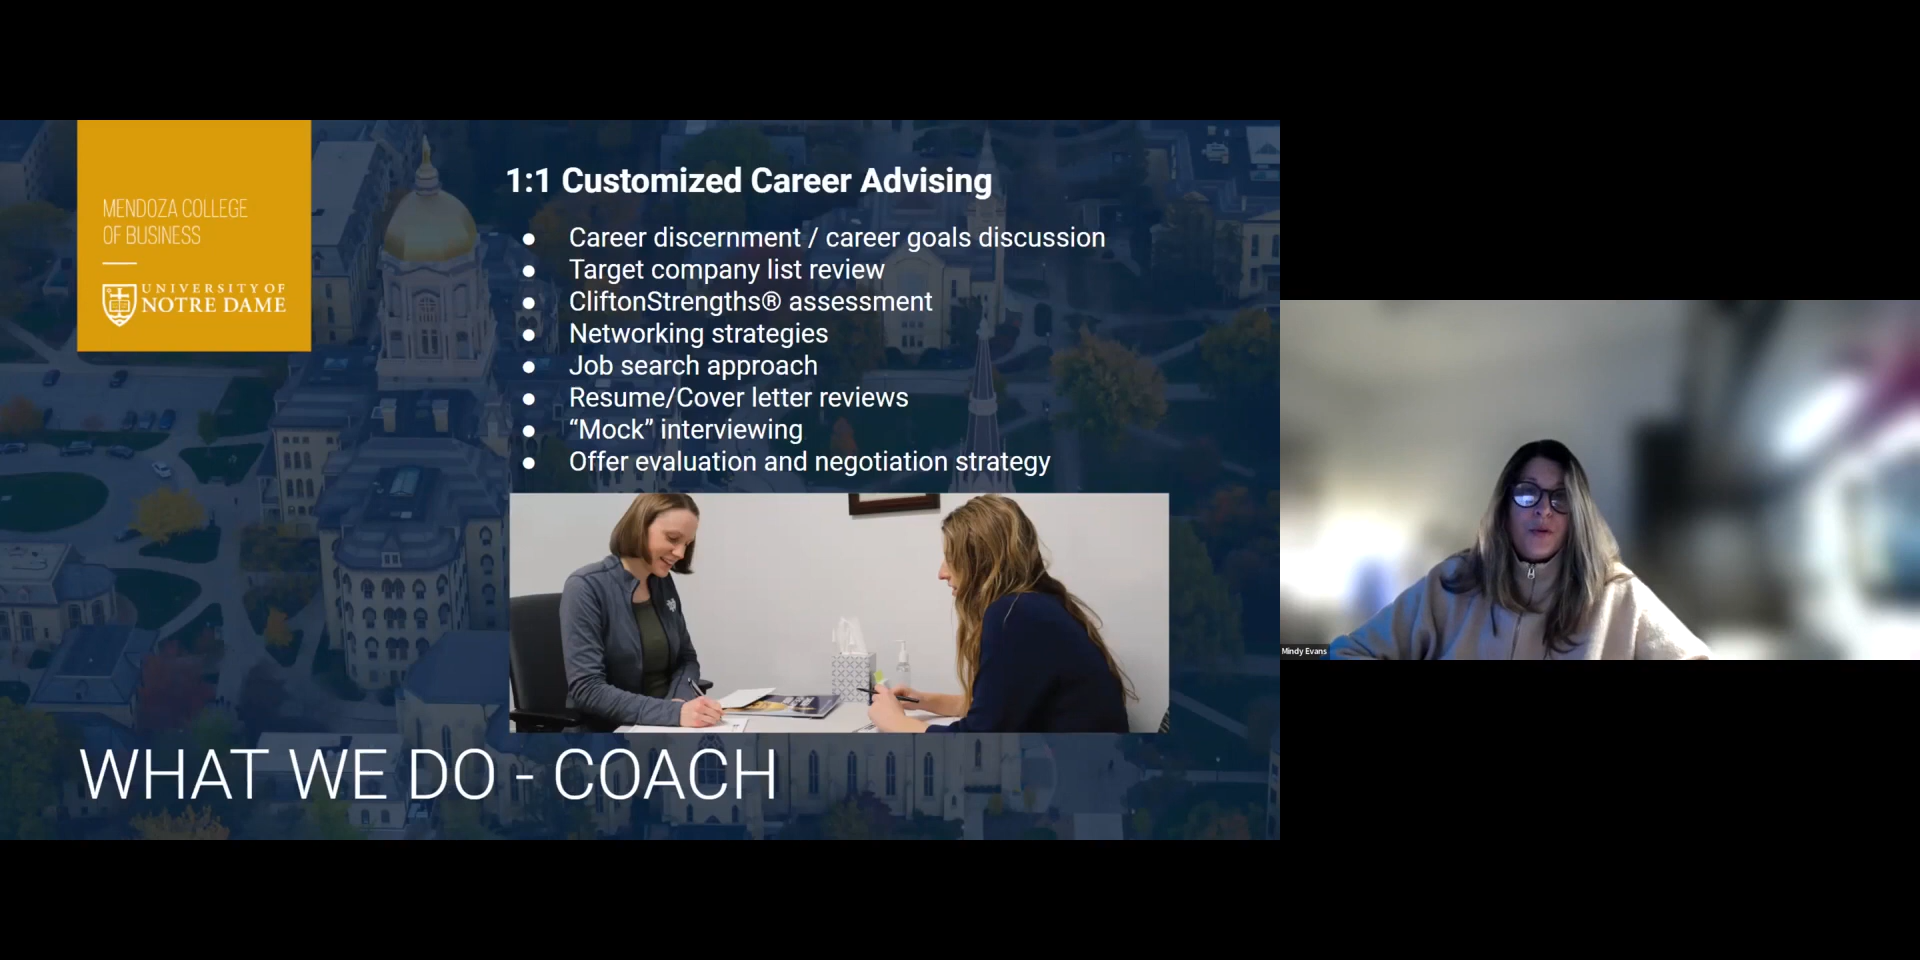 MENDOZA COLLEGE
OF BUSINESS
UNIVERSITY OF
NOTRE DAME
1:1 Customized Career Advising
● Career discernment / career goals discussion
● Target company list review
● CliftonStrengths® assessment
● Networking strategies
● Job search approach
● Resume/Cover letter reviews
● “Mock” interviewing
● Offer evaluation and negotiation strategy
WHAT WE DO - COACH
Mindy Evans